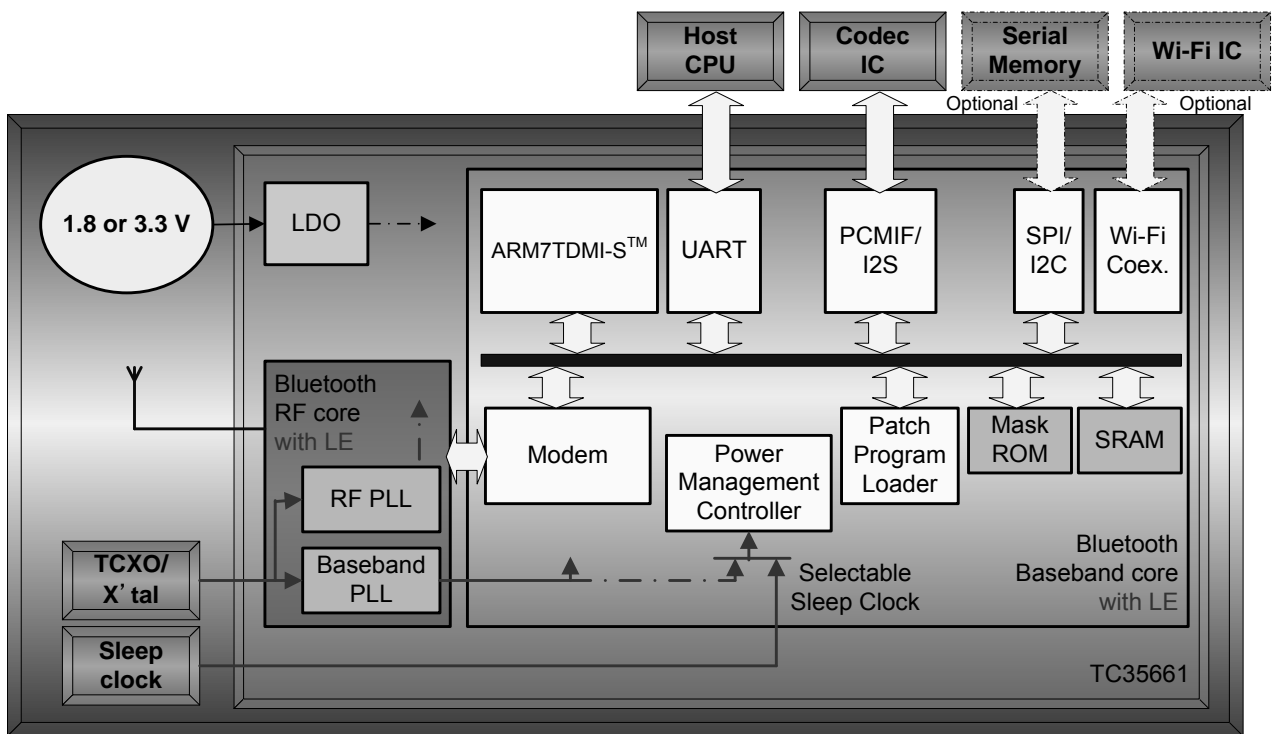 Host
CPU
Codec
IC
Serial
Memory
Wi-Fi IC
Optional
Optional
1.8 or 3.3 V
LDO
ARM7TDMI-S™
UART
PCMIF/
I2S
SPI/
I2C
Wi-Fi
Coex.
Bluetooth
RF core
with LE
RF PLL
Baseband
PLL
Modem
Power
Management
Controller
Patch
Program
Loader
Mask
ROM
SRAM
TCXO/
X’ tal
Sleep
clock
Selectable
Sleep Clock
Bluetooth
Baseband core
with LE
TC35661